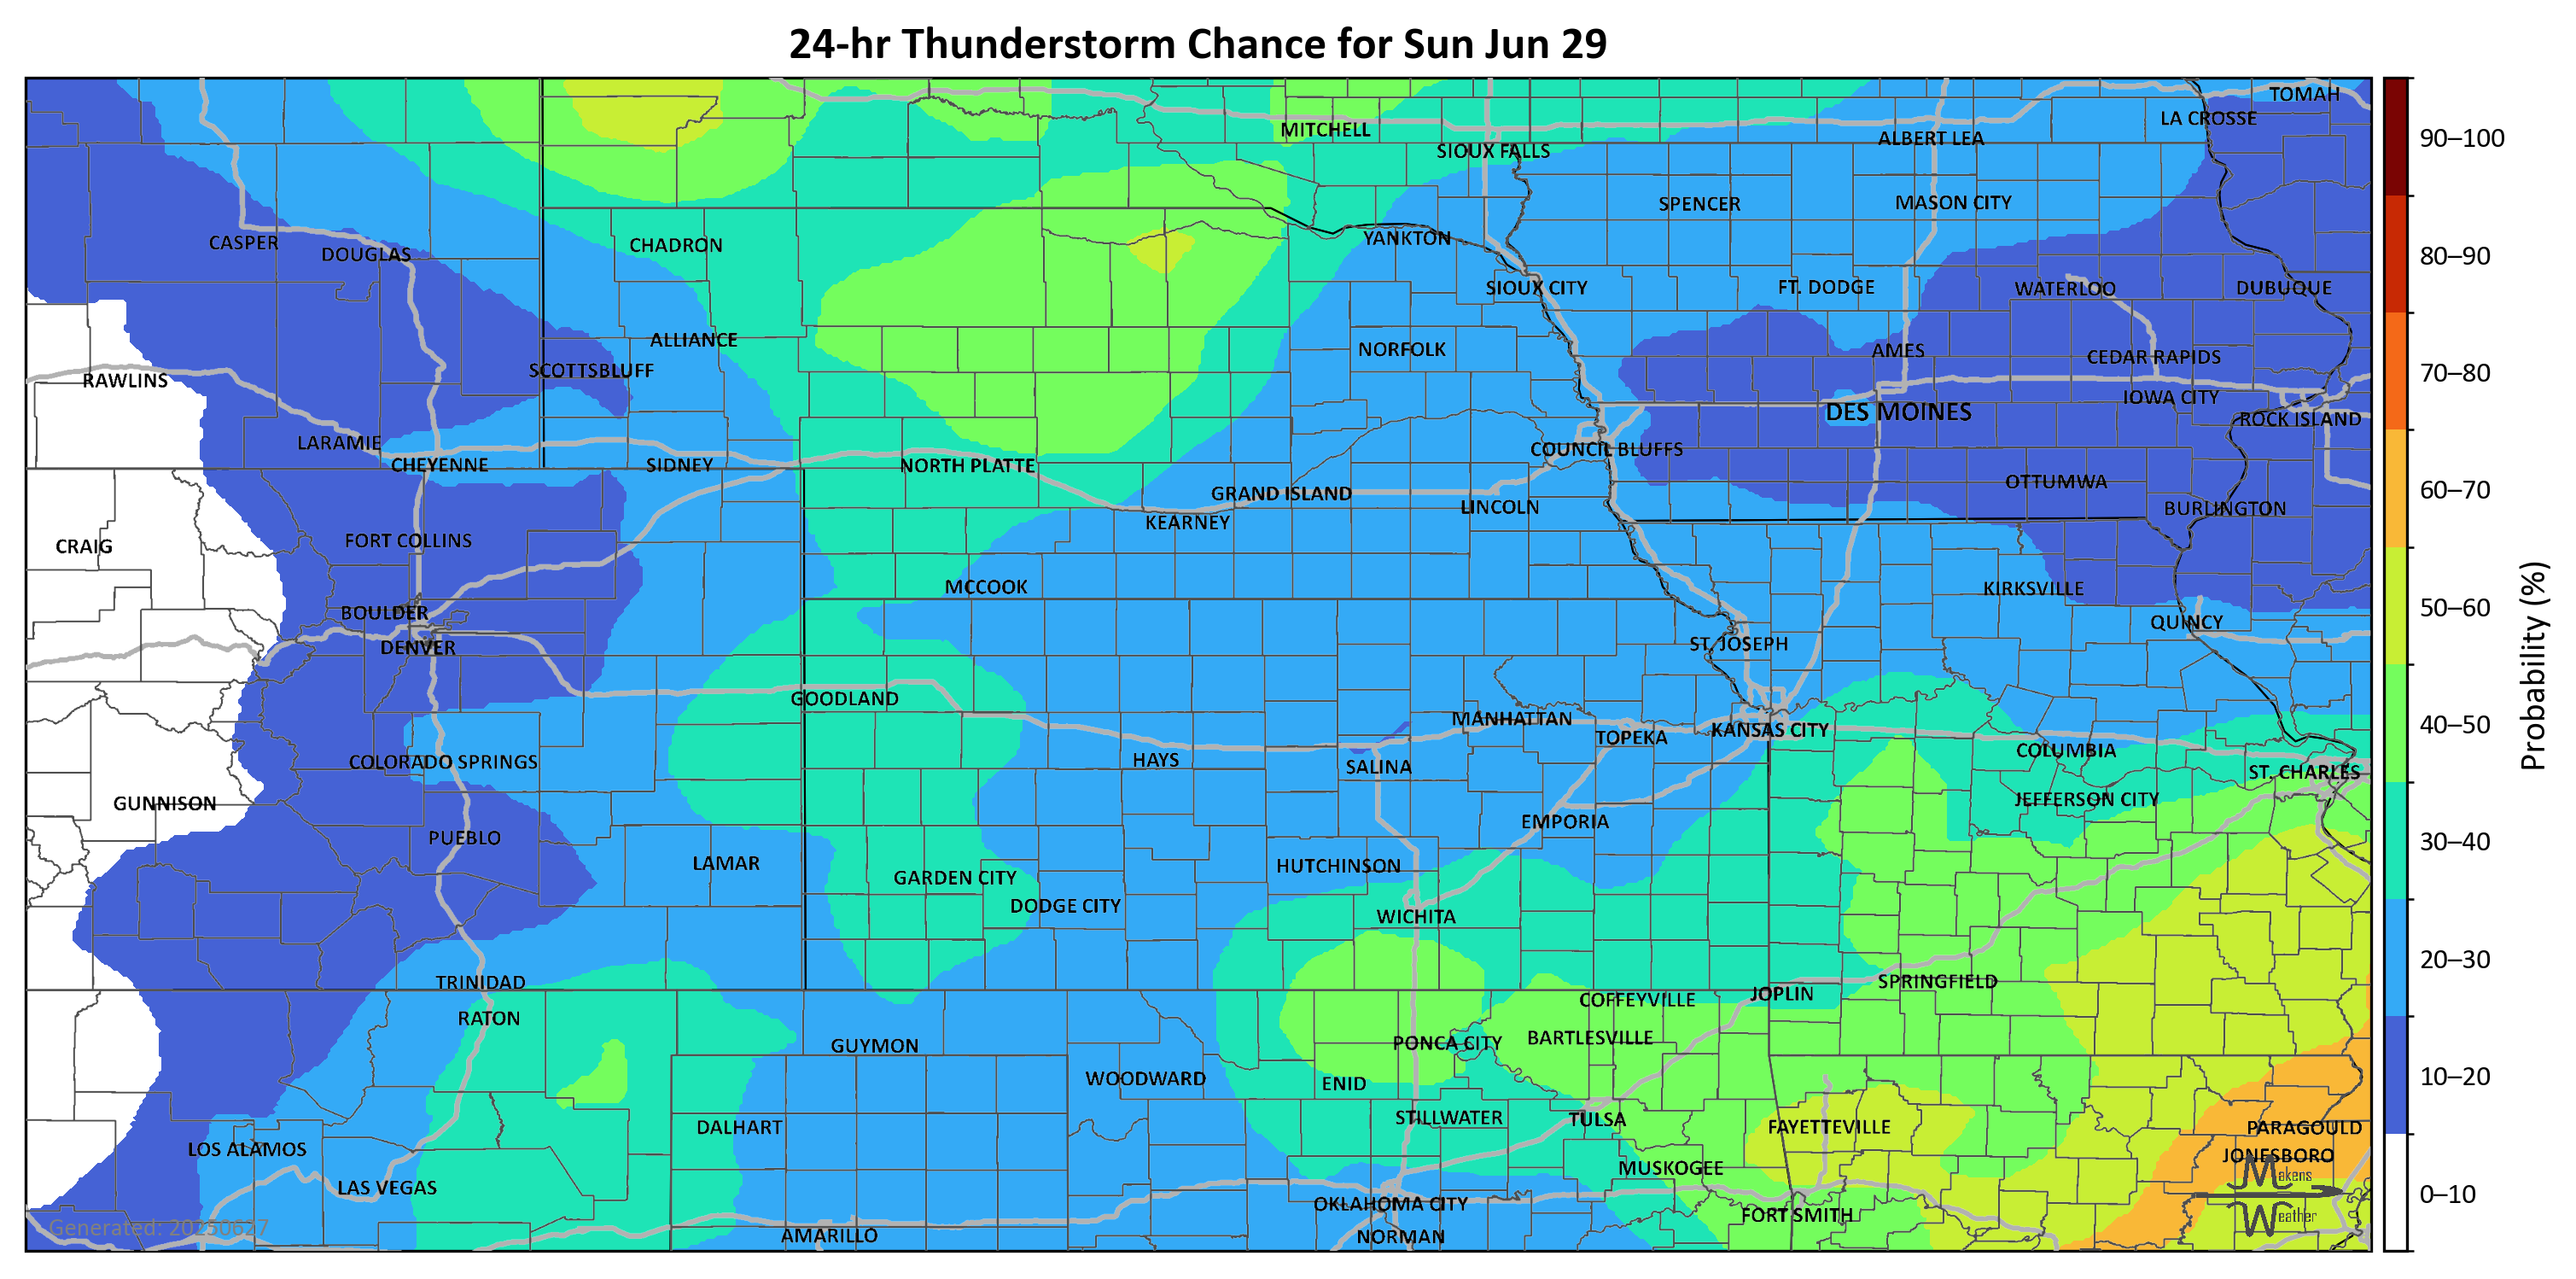 24-hr Thunderstorm Chance for Sun Jun 29
TOMAH
LA CROSSE
MITCHELL
ALBERT LEA
90–100
SIOUX FALLS
SPENCER
MASON CITY
CASPER
DOUGLAS
CHADRON
YANKTON
80–90
SIOUX CITY
FT. DODGE
WATERLOO
DUBUQUE
ALLIANCE
NORFOLK
AMES
CEDAR RAPIDS
RAWLINS
SCOTTSBLUFF
70–80
IOWA CITY
DES MOINES
ROCK ISLAND
LARAMIE
CHEYENNE
SIDNEY
NORTH PLATTE
COUNCIL BLUFFS
OTTUMWA
60–70
GRAND ISLAND
LINCOLN
BURLINGTON
KEARNEY
CRAIG
FORT COLLINS
MCCOOK
KIRKSVILLE
50–60
BOULDER
QUINCY
DENVER
ST. JOSEPH
Probability (%)
GOODLAND
MANHATTAN
TOPEKA
KANSAS CITY
40–50
COLUMBIA
COLORADO SPRINGS
HAYS
SALINA
ST. CHARLES
GUNNISON
JEFFERSON CITY
EMPORIA
PUEBLO
30–40
LAMAR
HUTCHINSON
GARDEN CITY
DODGE CITY
WICHITA
20–30
TRINIDAD
SPRINGFIELD
JOPLIN
COFFEYVILLE
RATON
GUYMON
PONCA CITY
BARTLESVILLE
WOODWARD
ENID
10–20
DALHART
STILLWATER
TULSA
FAYETTEVILLE
PARAGOULD
LOS ALAMOS
JONESBORO
MUSKOGEE
Makens
Weather
LAS VEGAS
0–10
OKLAHOMA CITY
FORT SMITH
Generated: 20250627
AMARILLO
NORMAN